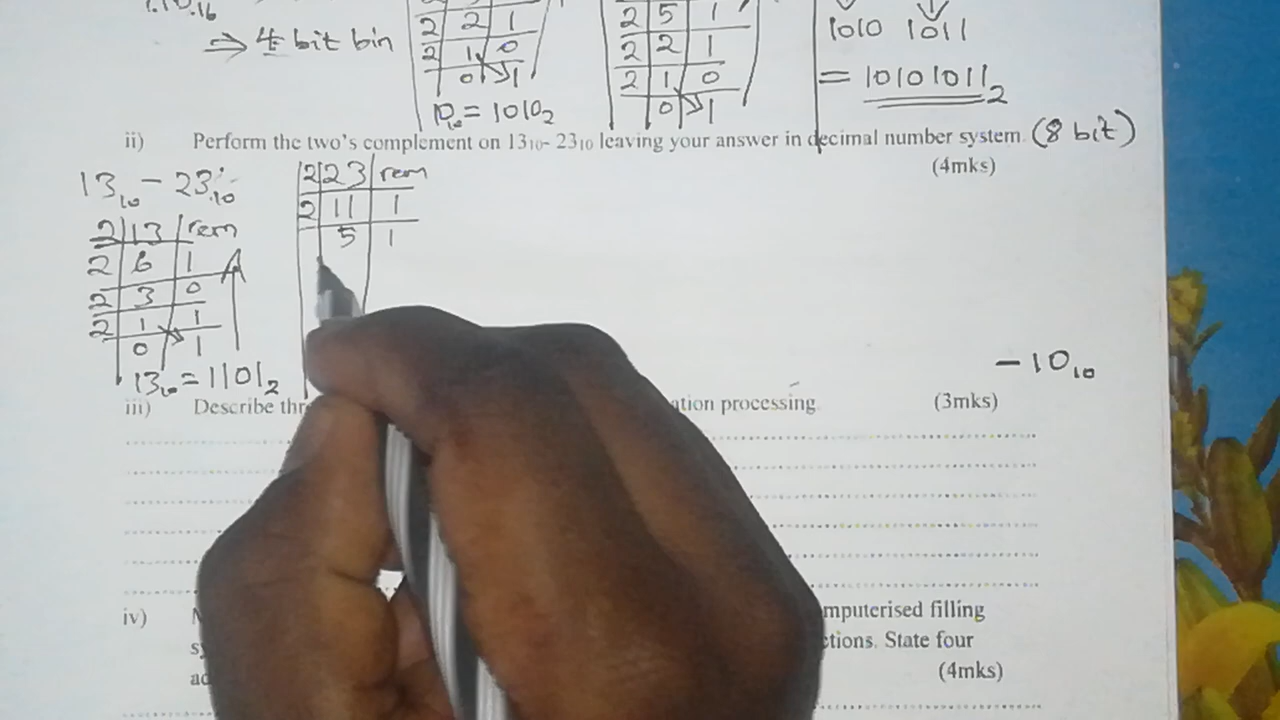 ⇒ 4 bit bin
2 2 1
2 1 0
0 1
10₁₀ = 1010₂
2 5 1
2 2 1
2 1 0
0 1
1010 1011
= 10101011₂
ii) Perform the two's complement on 13₁₀- 23₁₀ leaving your answer in decimal number system. (8 bit)
(4mks)
13₁₀ - 23₁₀
2 13 rem
2 6 1
2 3 0
2 1 1
0 1
13₁₀ = 1101₂
2 23 rem
2 11 1
5 1
- 10₁₀
iii) Describe ation processing. (3mks)
iv) mputerised filling
ctions. State four
(4mks)